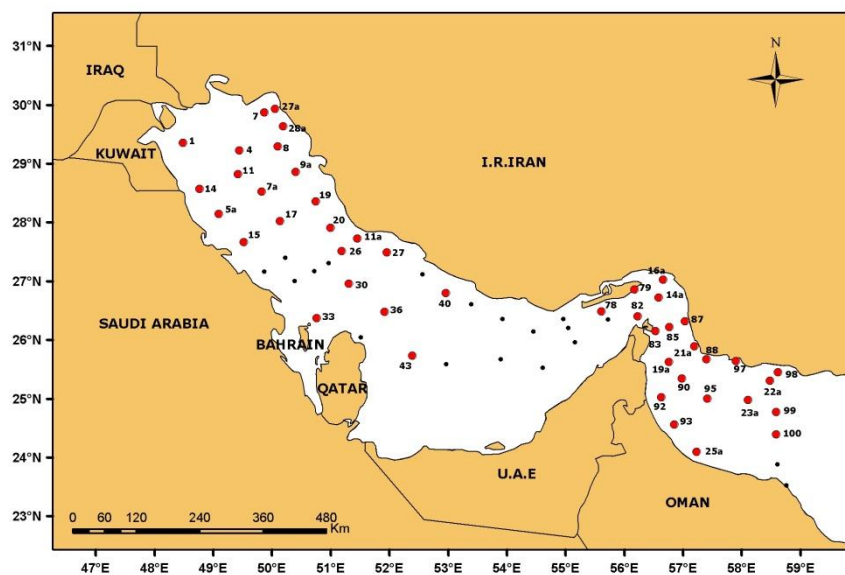 N
31°N
30°N
29°N
28°N
27°N
26°N
25°N
24°N
23°N
IRAQ
KUWAIT
I.R.IRAN
SAUDI ARABIA
BAHRAIN
QATAR
U.A.E
OMAN
27a
7
28a
1
4
8
9a
11
14
7a
19
5a
17
20
15
11a
26
27
30
40
33
36
43
16a
79
14a
78
82
87
83
85
21a
88
19a
97
98
90
22a
92
95
23a
99
93
100
25a
0 60 120 240 360 480
Km
47°E 48°E 49°E 50°E 51°E 52°E 53°E 54°E 55°E 56°E 57°E 58°E 59°E